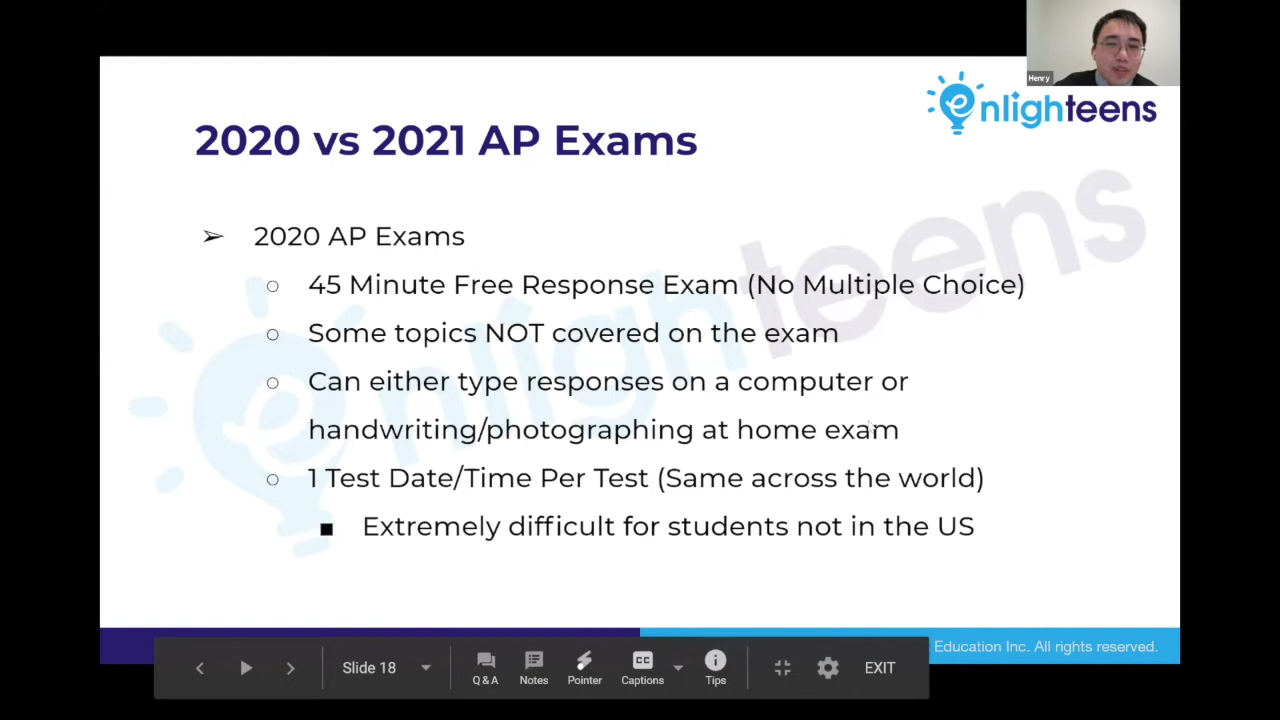 Henry
enlighteens
2020 vs 2021 AP Exams
➢ 2020 AP Exams
○ 45 Minute Free Response Exam (No Multiple Choice)
○ Some topics NOT covered on the exam
○ Can either type responses on a computer or
handwriting/photographing at home exam
○ 1 Test Date/Time Per Test (Same across the world)
■ Extremely difficult for students not in the US
enlighteens
Education Inc. All rights reserved.
Slide 18
Q & A
Notes
Pointer
CC
Captions
Tips
EXIT